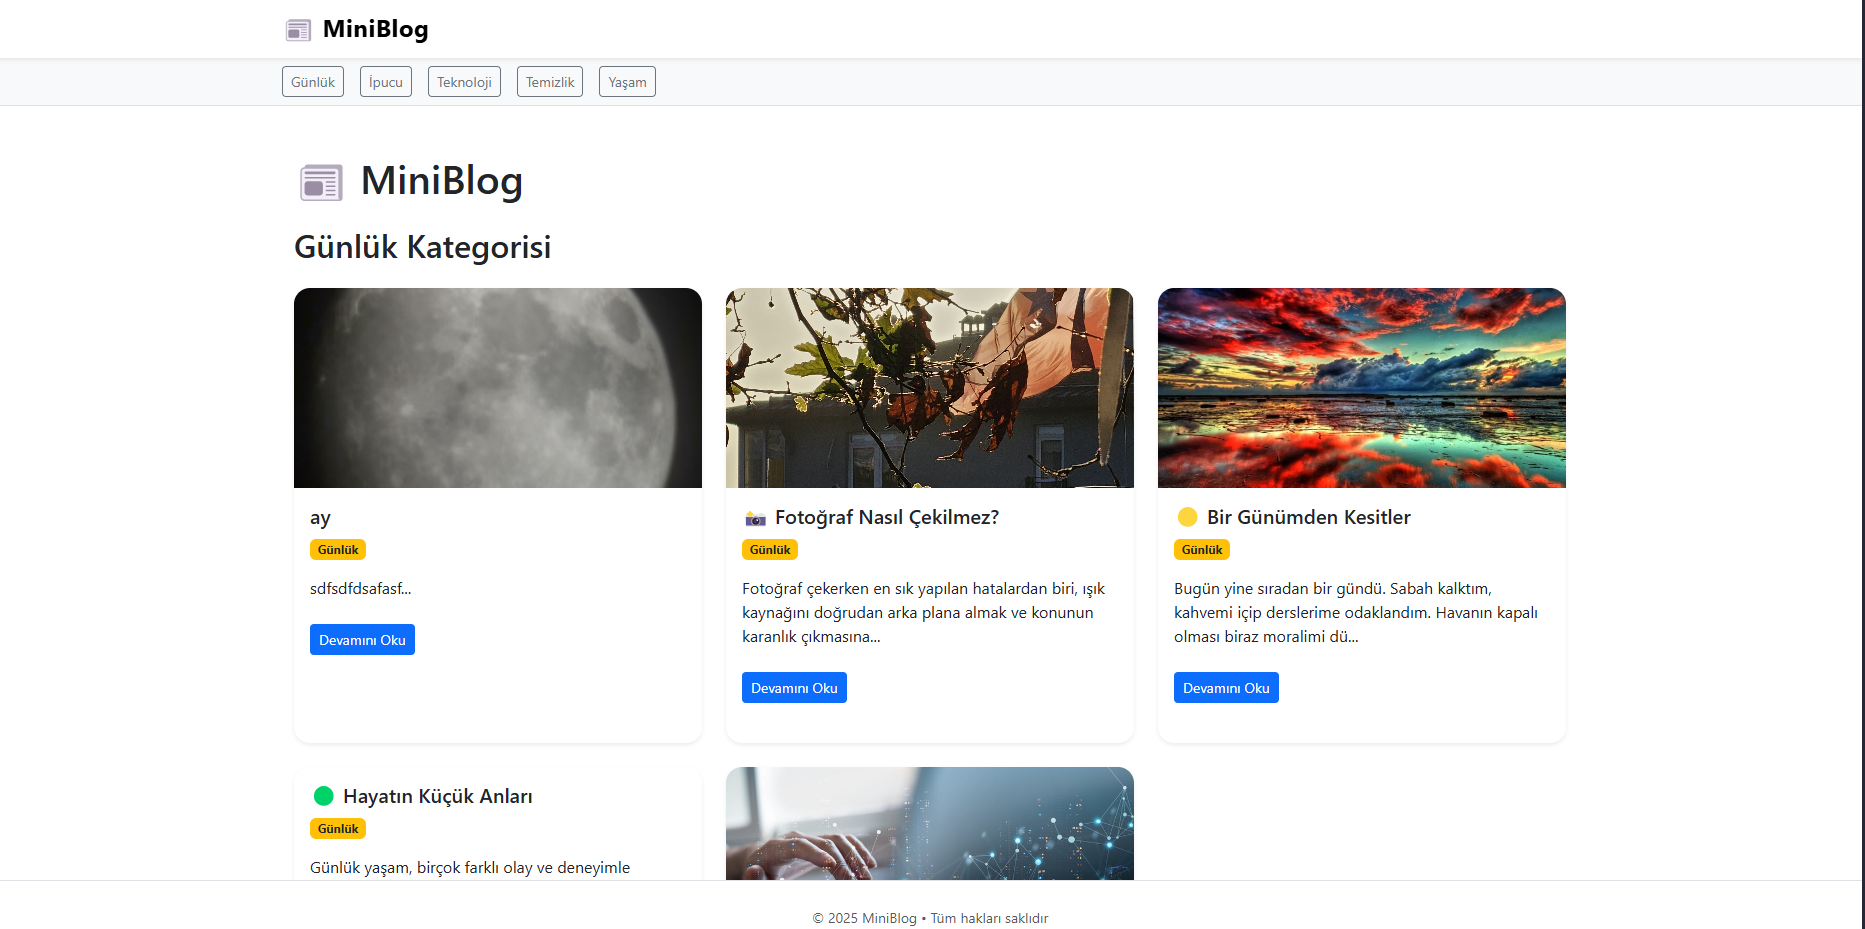 MiniBlog
Günlük
İpucu
Teknoloji
Temizlik
Yaşam
MiniBlog
Günlük Kategorisi
ay
Günlük
sdfsdfdsafasf...
Devamını Oku
Fotoğraf Nasıl Çekilmez?
Günlük
Fotoğraf çekerken en sık yapılan hatalardan biri, ışık
kaynağını doğrudan arka plana almak ve konunun
karanlık çıkmasına...
Devamını Oku
Bir Günümden Kesitler
Günlük
Bugün yine sıradan bir gündü. Sabah kalktım,
kahvemi içip derslerime odaklandım. Havanın kapalı
olması biraz moralimi dü...
Devamını Oku
Hayatın Küçük Anları
Günlük
Günlük yaşam, birçok farklı olay ve deneyimle
© 2025 MiniBlog • Tüm hakları saklıdır